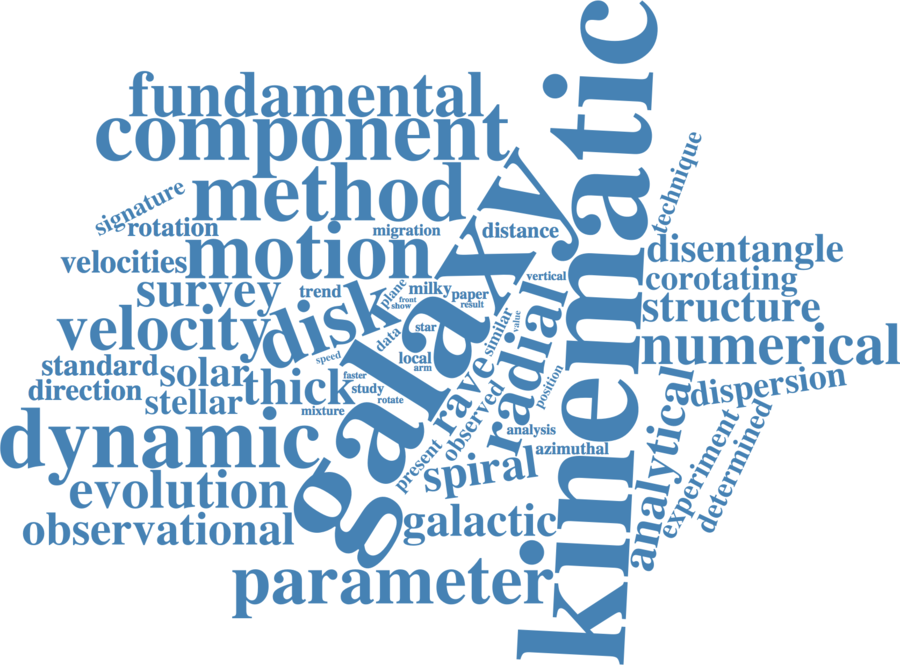 fundamental
component
kinematic
method
galaxy
technique
signature
rotation
migration
distance
motion
disentangle
velocities
vertical
corotating
survey
trend
disk
plane
milky
paper
front
show
result
structure
velocity
data
star
value
similar
radial
numerical
speed
local
arm
standard
solar
faster
direction
thick
study
rave
position
dispersion
stellar
mixture
rotate
observed
analytical
dynamic
analysis
azimuthal
experiment
determined
present
spiral
evolution
observational
galactic
parameter